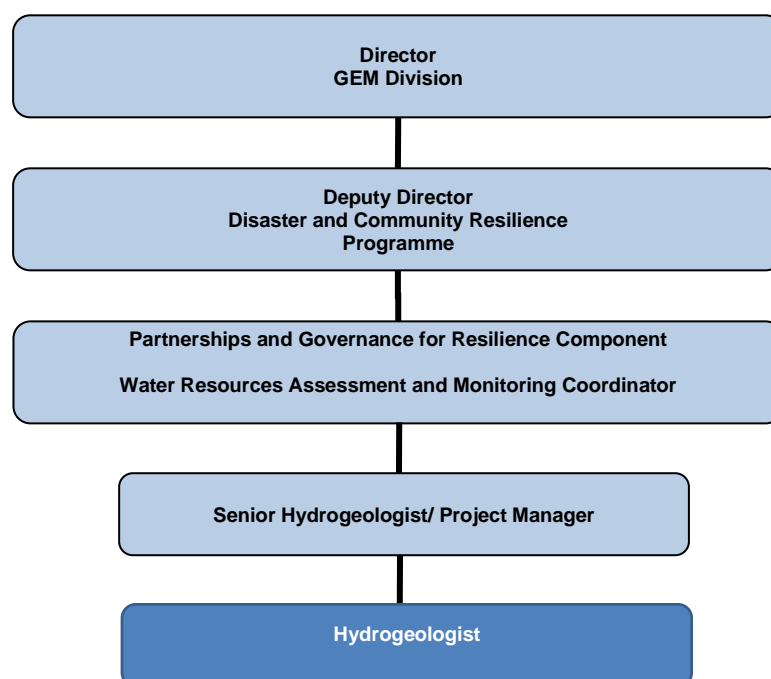 Director
GEM Division
Deputy Director
Disaster and Community Resilience
Programme
Partnerships and Governance for Resilience Component
Water Resources Assessment and Monitoring Coordinator
Senior Hydrogeologist/ Project Manager
Hydrogeologist